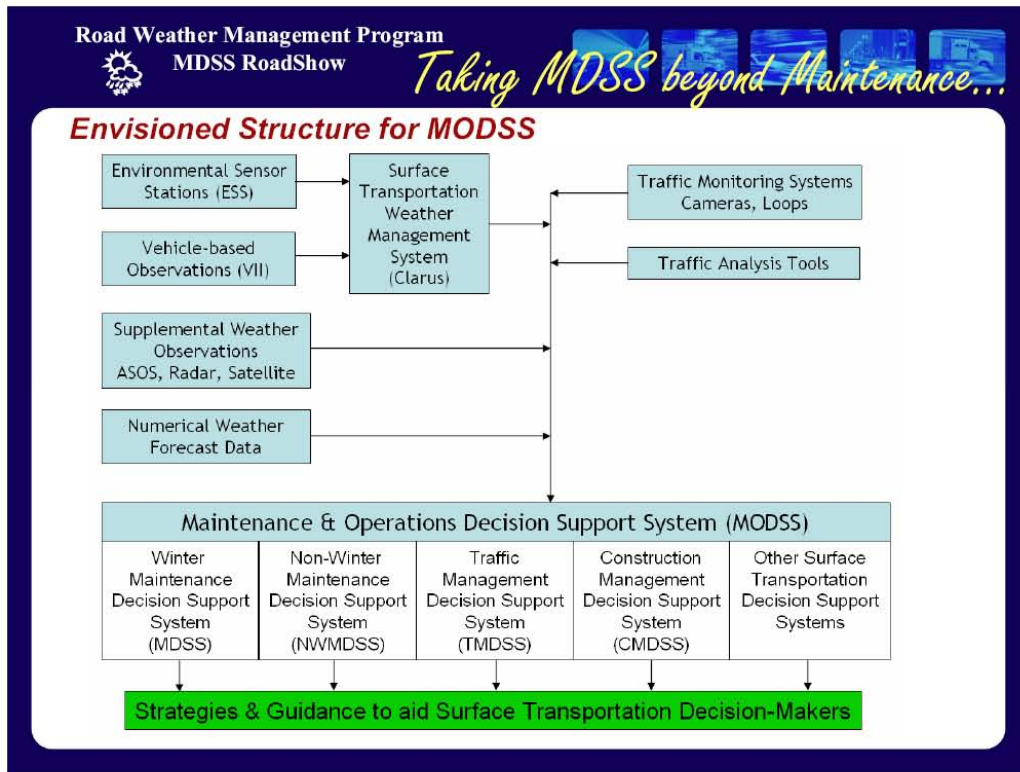 Road Weather Management Program
MDSS RoadShow
Taking MDSS beyond Maintenance...
Envisioned Structure for MODSS
Environmental Sensor
Stations (ESS)
Surface
Transportation
Weather
Management
System
(Clarus)
Traffic Monitoring Systems
Cameras, Loops
Vehicle-based
Observations (VII)
Traffic Analysis Tools
Supplemental Weather
Observations
ASOS, Radar, Satellite
Numerical Weather
Forecast Data
Maintenance & Operations Decision Support System (MODSS)
Winter
Maintenance
Decision Support
System
(MDSS)
Non-Winter
Maintenance
Decision Support
System
(NWMDSS)
Traffic
Management
Decision Support
System
(TMDSS)
Construction
Management
Decision Support
System
(CMDSS)
Other Surface
Transportation
Decision Support
Systems
Strategies & Guidance to aid Surface Transportation Decision-Makers